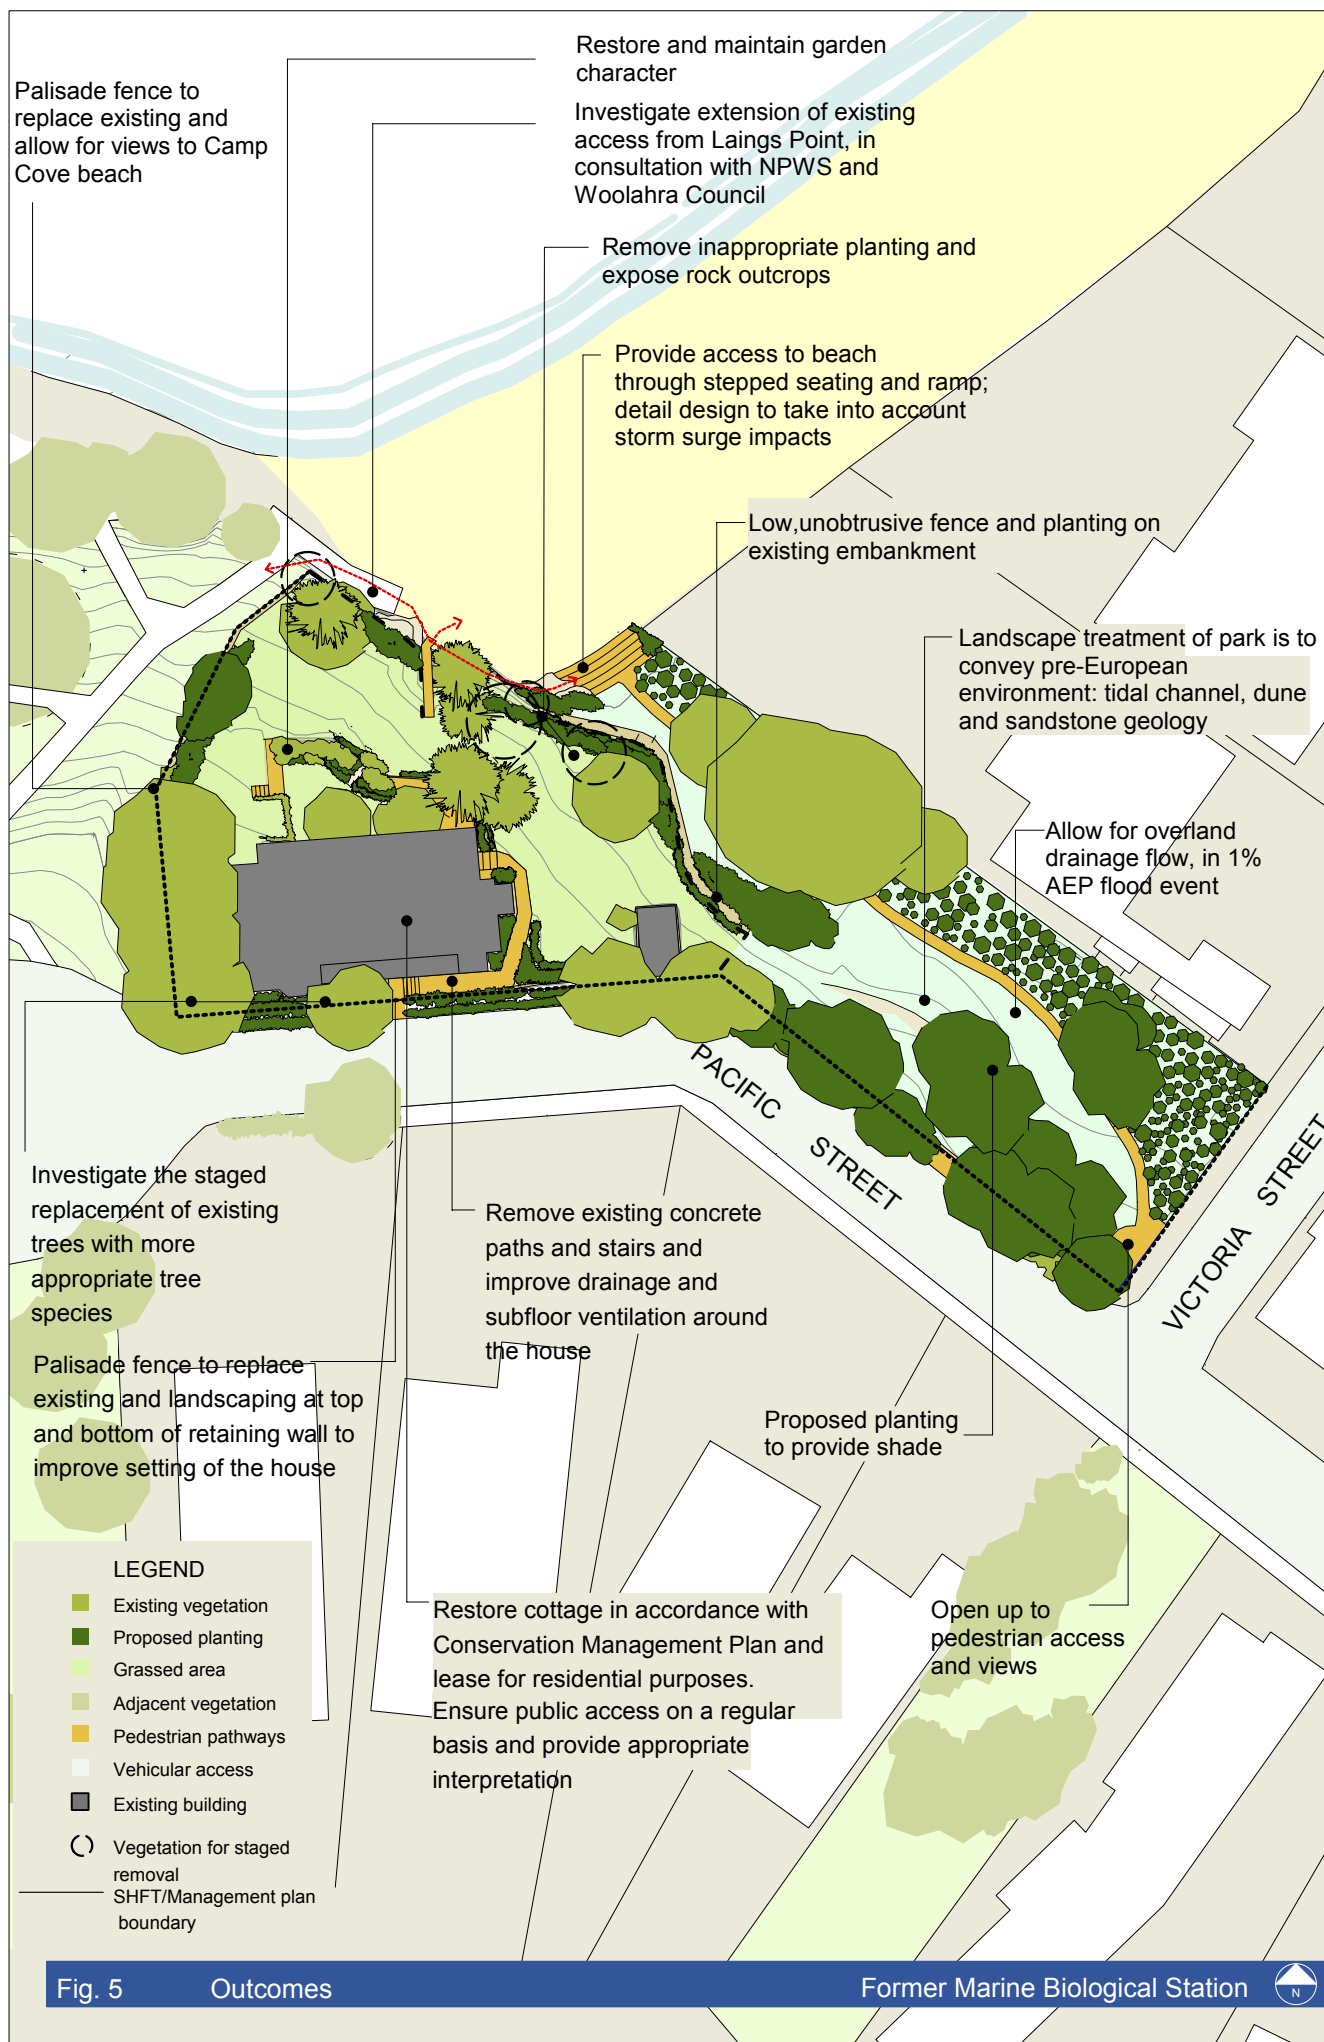 Restore and maintain garden
character
Palisade fence to
replace existing and
allow for views to Camp
Cove beach
Investigate extension of existing
access from Laings Point, in
consultation with NPWS and
Woolahra Council
Remove inappropriate planting and
expose rock outcrops
Provide access to beach
through stepped seating and ramp;
detail design to take into account
storm surge impacts
Low,unobtrusive fence and planting on
existing embankment
Landscape treatment of park is to
convey pre-European
environment: tidal channel, dune
and sandstone geology
Allow for overland
drainage flow, in 1%
AEP flood event
PACIFIC
STREET
VICTORIA STREET
Investigate the staged
replacement of existing
trees with more
appropriate tree
species
Remove existing concrete
paths and stairs and
improve drainage and
subfloor ventilation around
the house
Palisade fence to replace
existing and landscaping at top
and bottom of retaining wall to
improve setting of the house
Proposed planting
to provide shade
Restore cottage in accordance with
Conservation Management Plan and
lease for residential purposes.
Ensure public access on a regular
basis and provide appropriate
interpretation
Open up to
pedestrian access
and views
LEGEND
Existing vegetation
Proposed planting
Grassed area
Adjacent vegetation
Pedestrian pathways
Vehicular access
Existing building
Vegetation for staged
removal
SHFT/Management plan
boundary
Fig. 5 Outcomes Former Marine Biological Station N